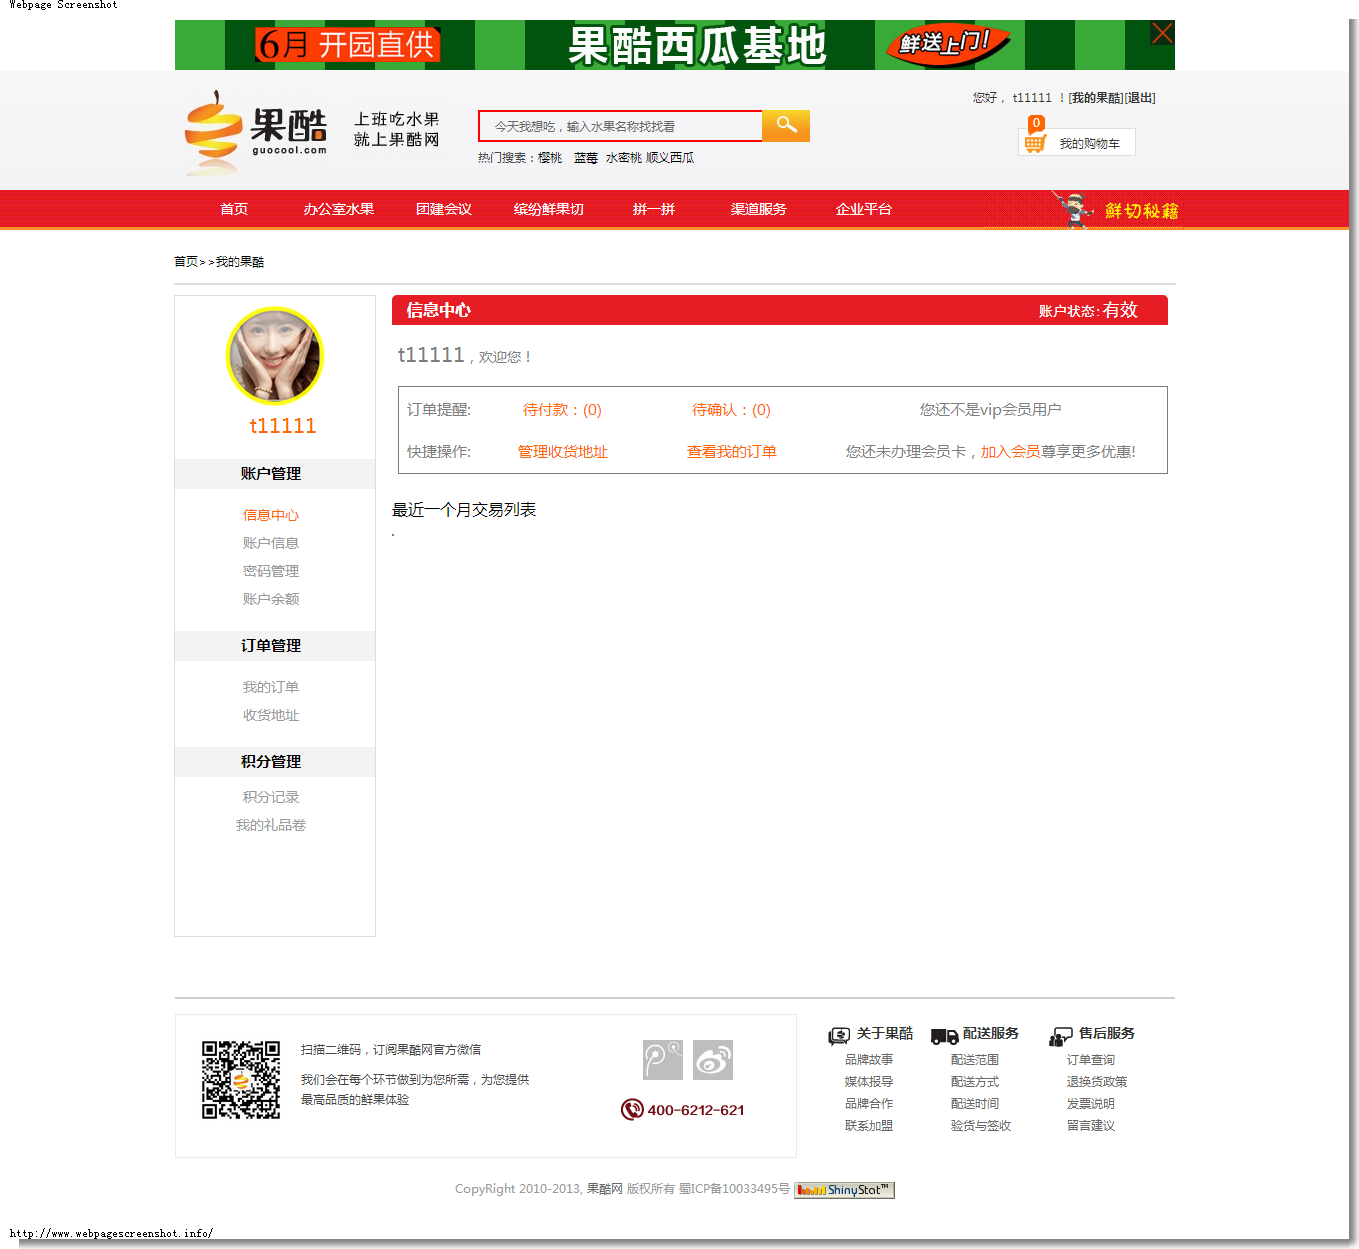 Webpage Screenshot
6月 开园直供 果酷西瓜基地 鲜送上门!
您好， t11111 ！[我的果酷][退出]
果酷
guocool.com
上班吃水果
就上果酷网
今天我想吃，输入水果名称找找看
热门搜索：樱桃 蓝莓 水密桃 顺义西瓜
0
我的购物车
首页 办公室水果 团建会议 缤纷鲜果切 拼一拼 渠道服务 企业平台 鲜切秘籍
首页>>我的果酷
t11111
账户管理
信息中心
账户信息
密码管理
账户余额
订单管理
我的订单
收货地址
积分管理
积分记录
我的礼品卷
信息中心 账户状态:有效
t11111，欢迎您！
订单提醒: 待付款：(0) 待确认：(0) 您还不是vip会员用户
快捷操作: 管理收货地址 查看我的订单 您还未办理会员卡，加入会员尊享更多优惠!
最近一个月交易列表
扫描二维码，订阅果酷网官方微信
我们会在每个环节做到为您所需，为您提供
最高品质的鲜果体验
400-6212-621
关于果酷
品牌故事
媒体报导
品牌合作
联系加盟
配送服务
配送范围
配送方式
配送时间
验货与签收
售后服务
订单查询
退换货政策
发票说明
留言建议
CopyRight 2010-2013, 果酷网 版权所有 蜀ICP备10033495号 ShinyStat™
http://www.webpagescreenshot.info/